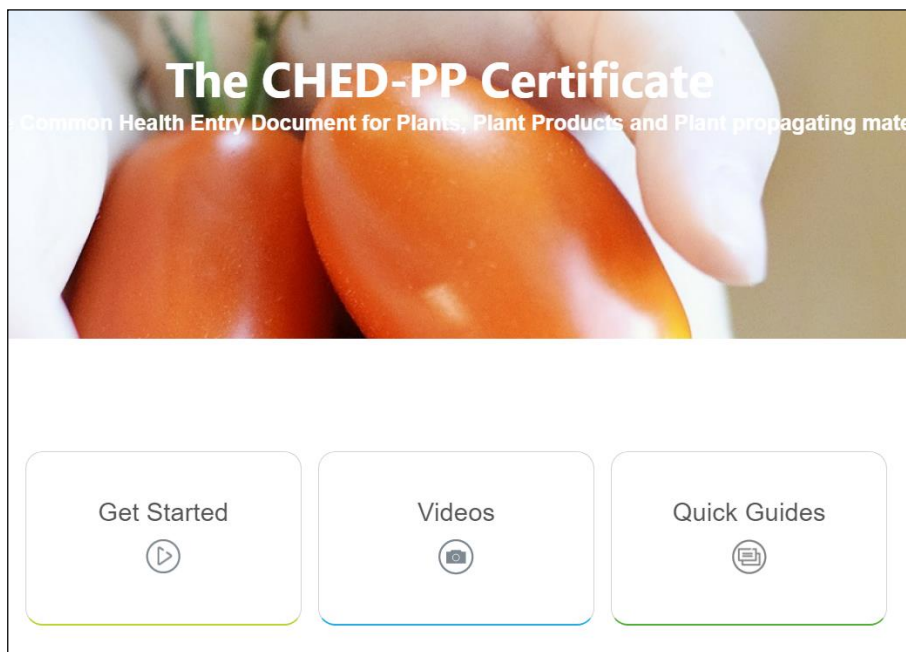 The CHED-PP Certificate
Common Health Entry Document for Plants, Plant Products and Plant propagating mate
Get Started
Videos
Quick Guides